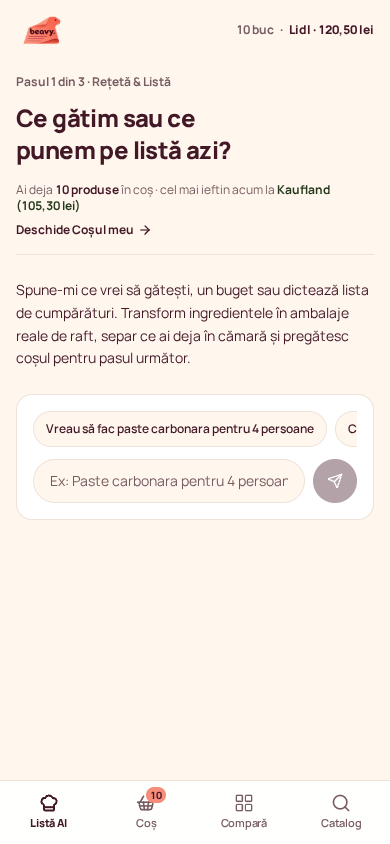 beavy.
10 buc · Lidl · 120,50 lei
Pasul 1 din 3 · Rețetă & Listă
Ce gătim sau ce
punem pe listă azi?
Ai deja 10 produse în coș · cel mai ieftin acum la Kaufland
(105,30 lei)
Deschide Coșul meu →
Spune-mi ce vrei să gătești, un buget sau dictează lista
de cumpărături. Transform ingredientele în ambalaje
reale de raft, separ ce ai deja în cămară și pregătesc
coșul pentru pasul următor.
Vreau să fac paste carbonara pentru 4 persoane
C
Ex: Paste carbonara pentru 4 persoan
10
Listă AI
Coș
Compară
Catalog